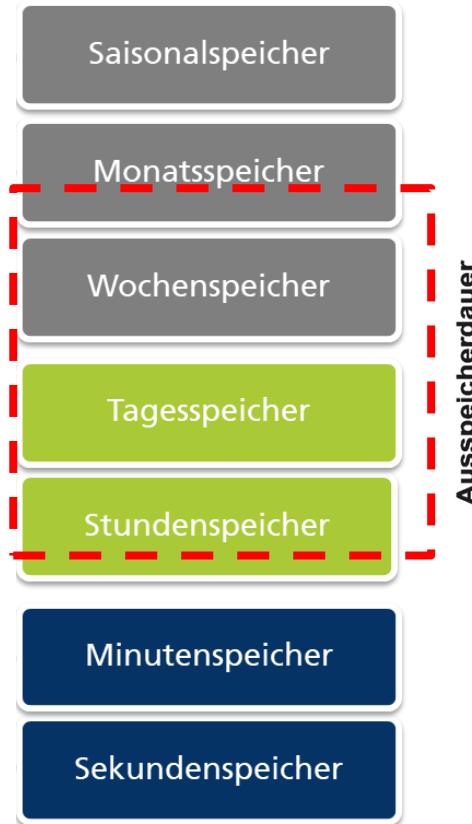 Saisonalspeicher
Monatsspeicher
Wochenspeicher
Tagesspeicher
Stundenspeicher
Minutenspeicher
Sekundenspeicher
Ausspeicherdauer